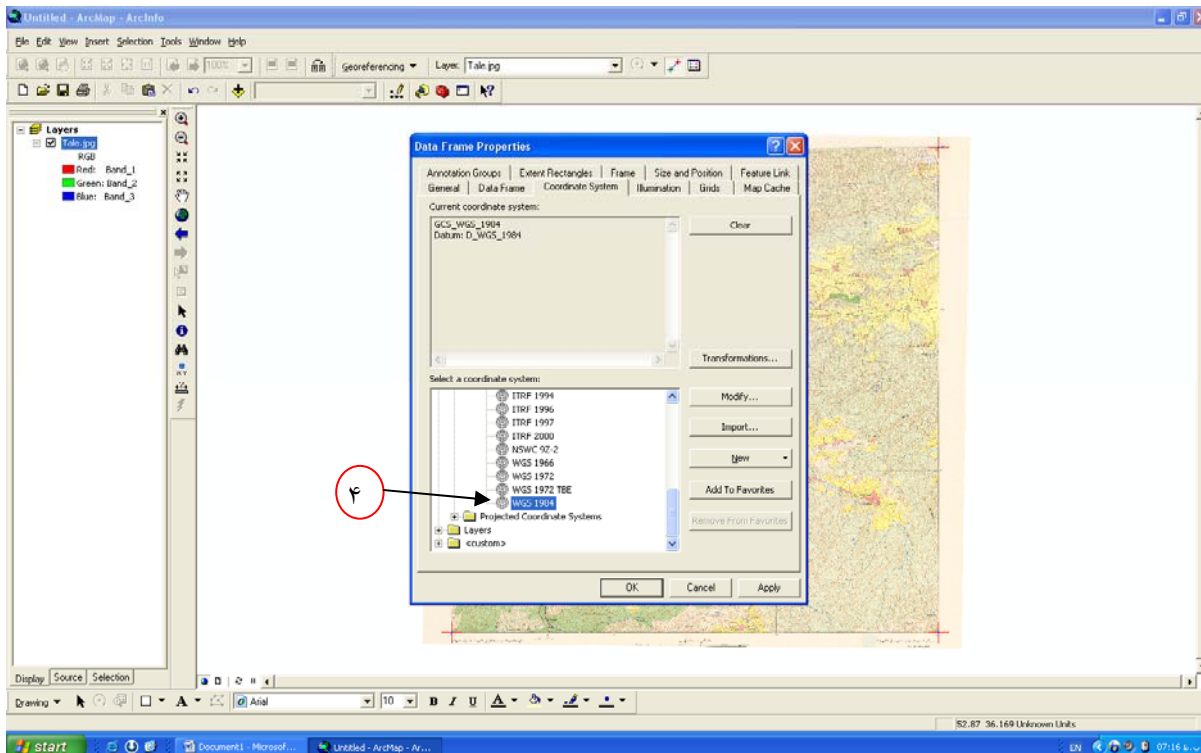 Untitled - ArcMap - ArcInfo
File Edit View Insert Selection Tools Window Help
100% Georeferencing Layer: Tale.jpg
Layers
Tale.jpg
RGB
Red: Band_1
Green: Band_2
Blue: Band_3
Data Frame Properties
Annotation Groups Extent Rectangles Frame Size and Position Feature Link
General Data Frame Coordinate System Illumination Grids Map Cache
Current coordinate system:
GCS_WGS_1984
Datum: D_WGS_1984
Clear
Transformations...
Select a coordinate system:
ITRF 1994
ITRF 1996
ITRF 1997
ITRF 2000
NSWC 9Z-2
WGS 1966
WGS 1972
WGS 1972 TBE
WGS 1984
Projected Coordinate Systems
Layers
<custom>
Modify...
Import...
New
Add To Favorites
Remove From Favorites
۴
OK Cancel Apply
Display Source Selection
Drawing A Arial 10 B I U A
52.87 36.169 Unknown Units
start Document1 - Microsof... Untitled - ArcMap - Ar... EN 07:16